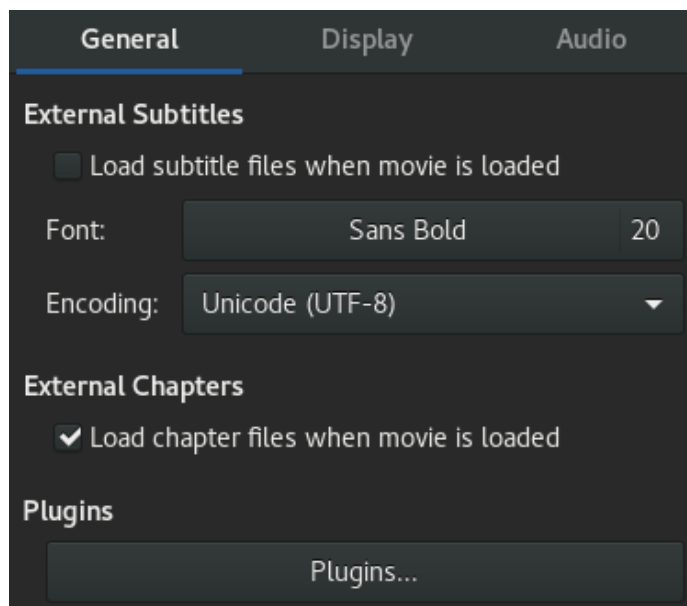 General Display Audio
External Subtitles
Load subtitle files when movie is loaded
Font: Sans Bold 20
Encoding: Unicode (UTF-8)
External Chapters
Load chapter files when movie is loaded
Plugins
Plugins...